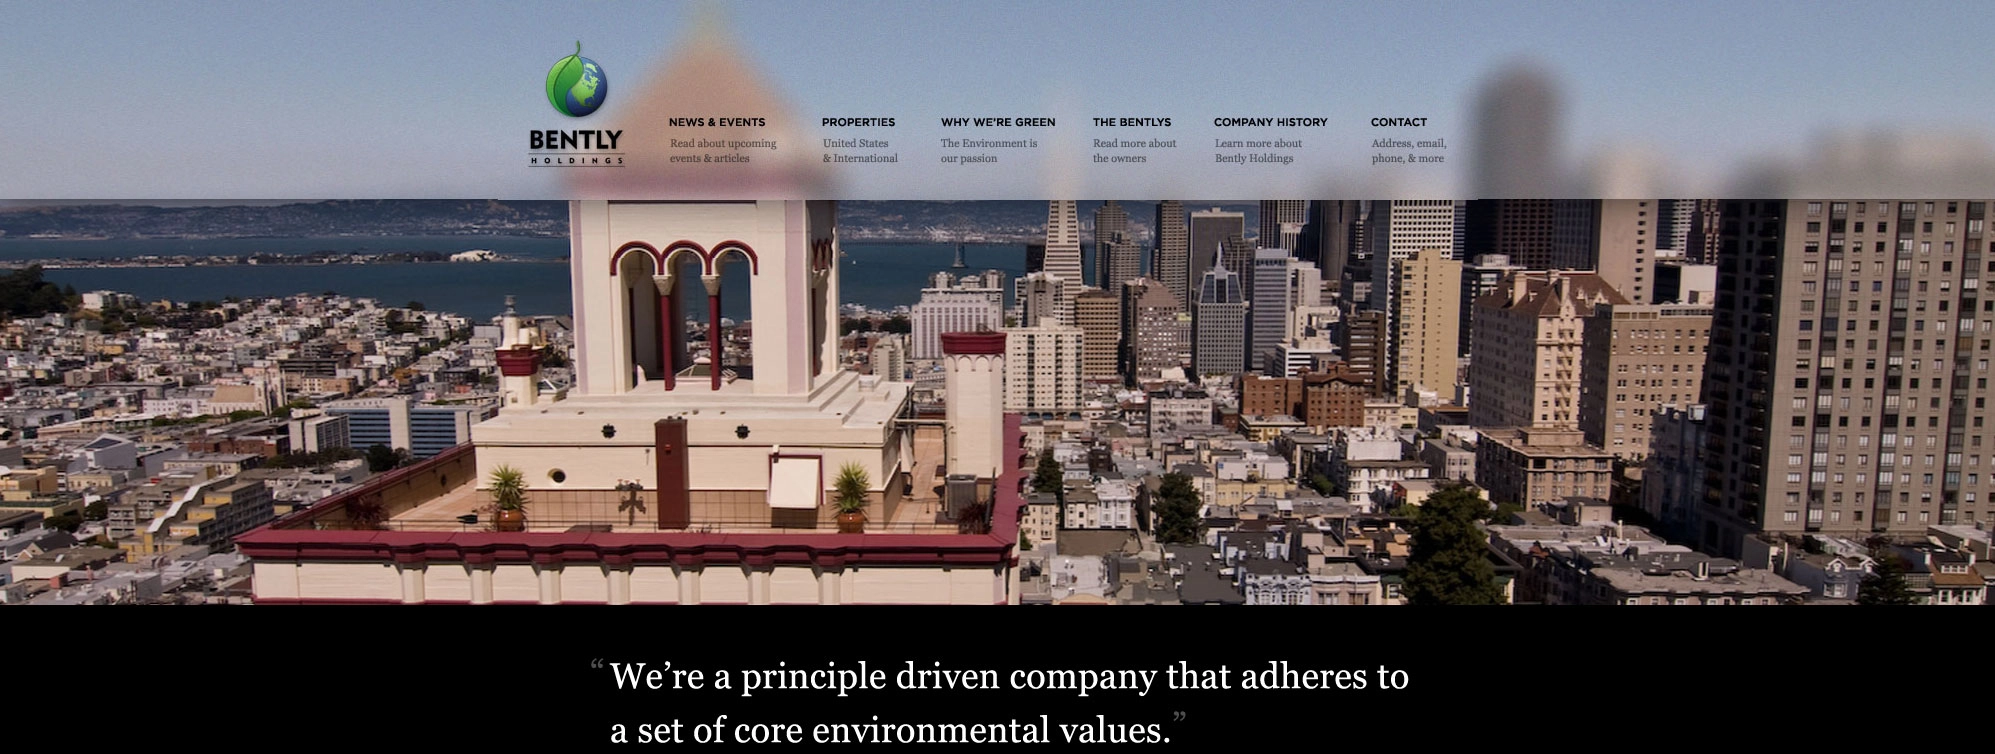 BENTLY
HOLDINGS
NEWS & EVENTS
Read about upcoming
events & articles
PROPERTIES
United States
& International
WHY WE'RE GREEN
The Environment is
our passion
THE BENTLYS
Read more about
the owners
COMPANY HISTORY
Learn more about
Bently Holdings
CONTACT
Address, email,
phone, & more
“We’re a principle driven company that adheres to
a set of core environmental values.”